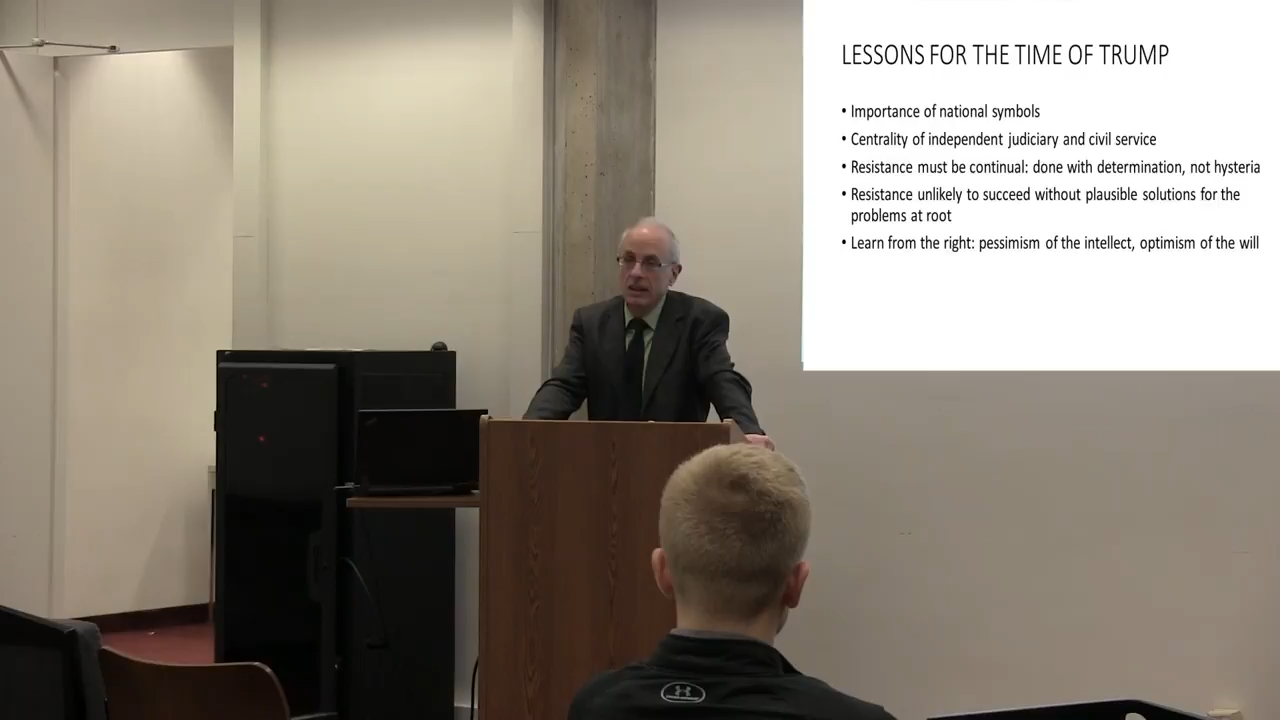 LESSONS FOR THE TIME OF TRUMP
• Importance of national symbols
• Centrality of independent judiciary and civil service
• Resistance must be continual: done with determination, not hysteria
• Resistance unlikely to succeed without plausible solutions for the
problems at root
• Learn from the right: pessimism of the intellect, optimism of the will